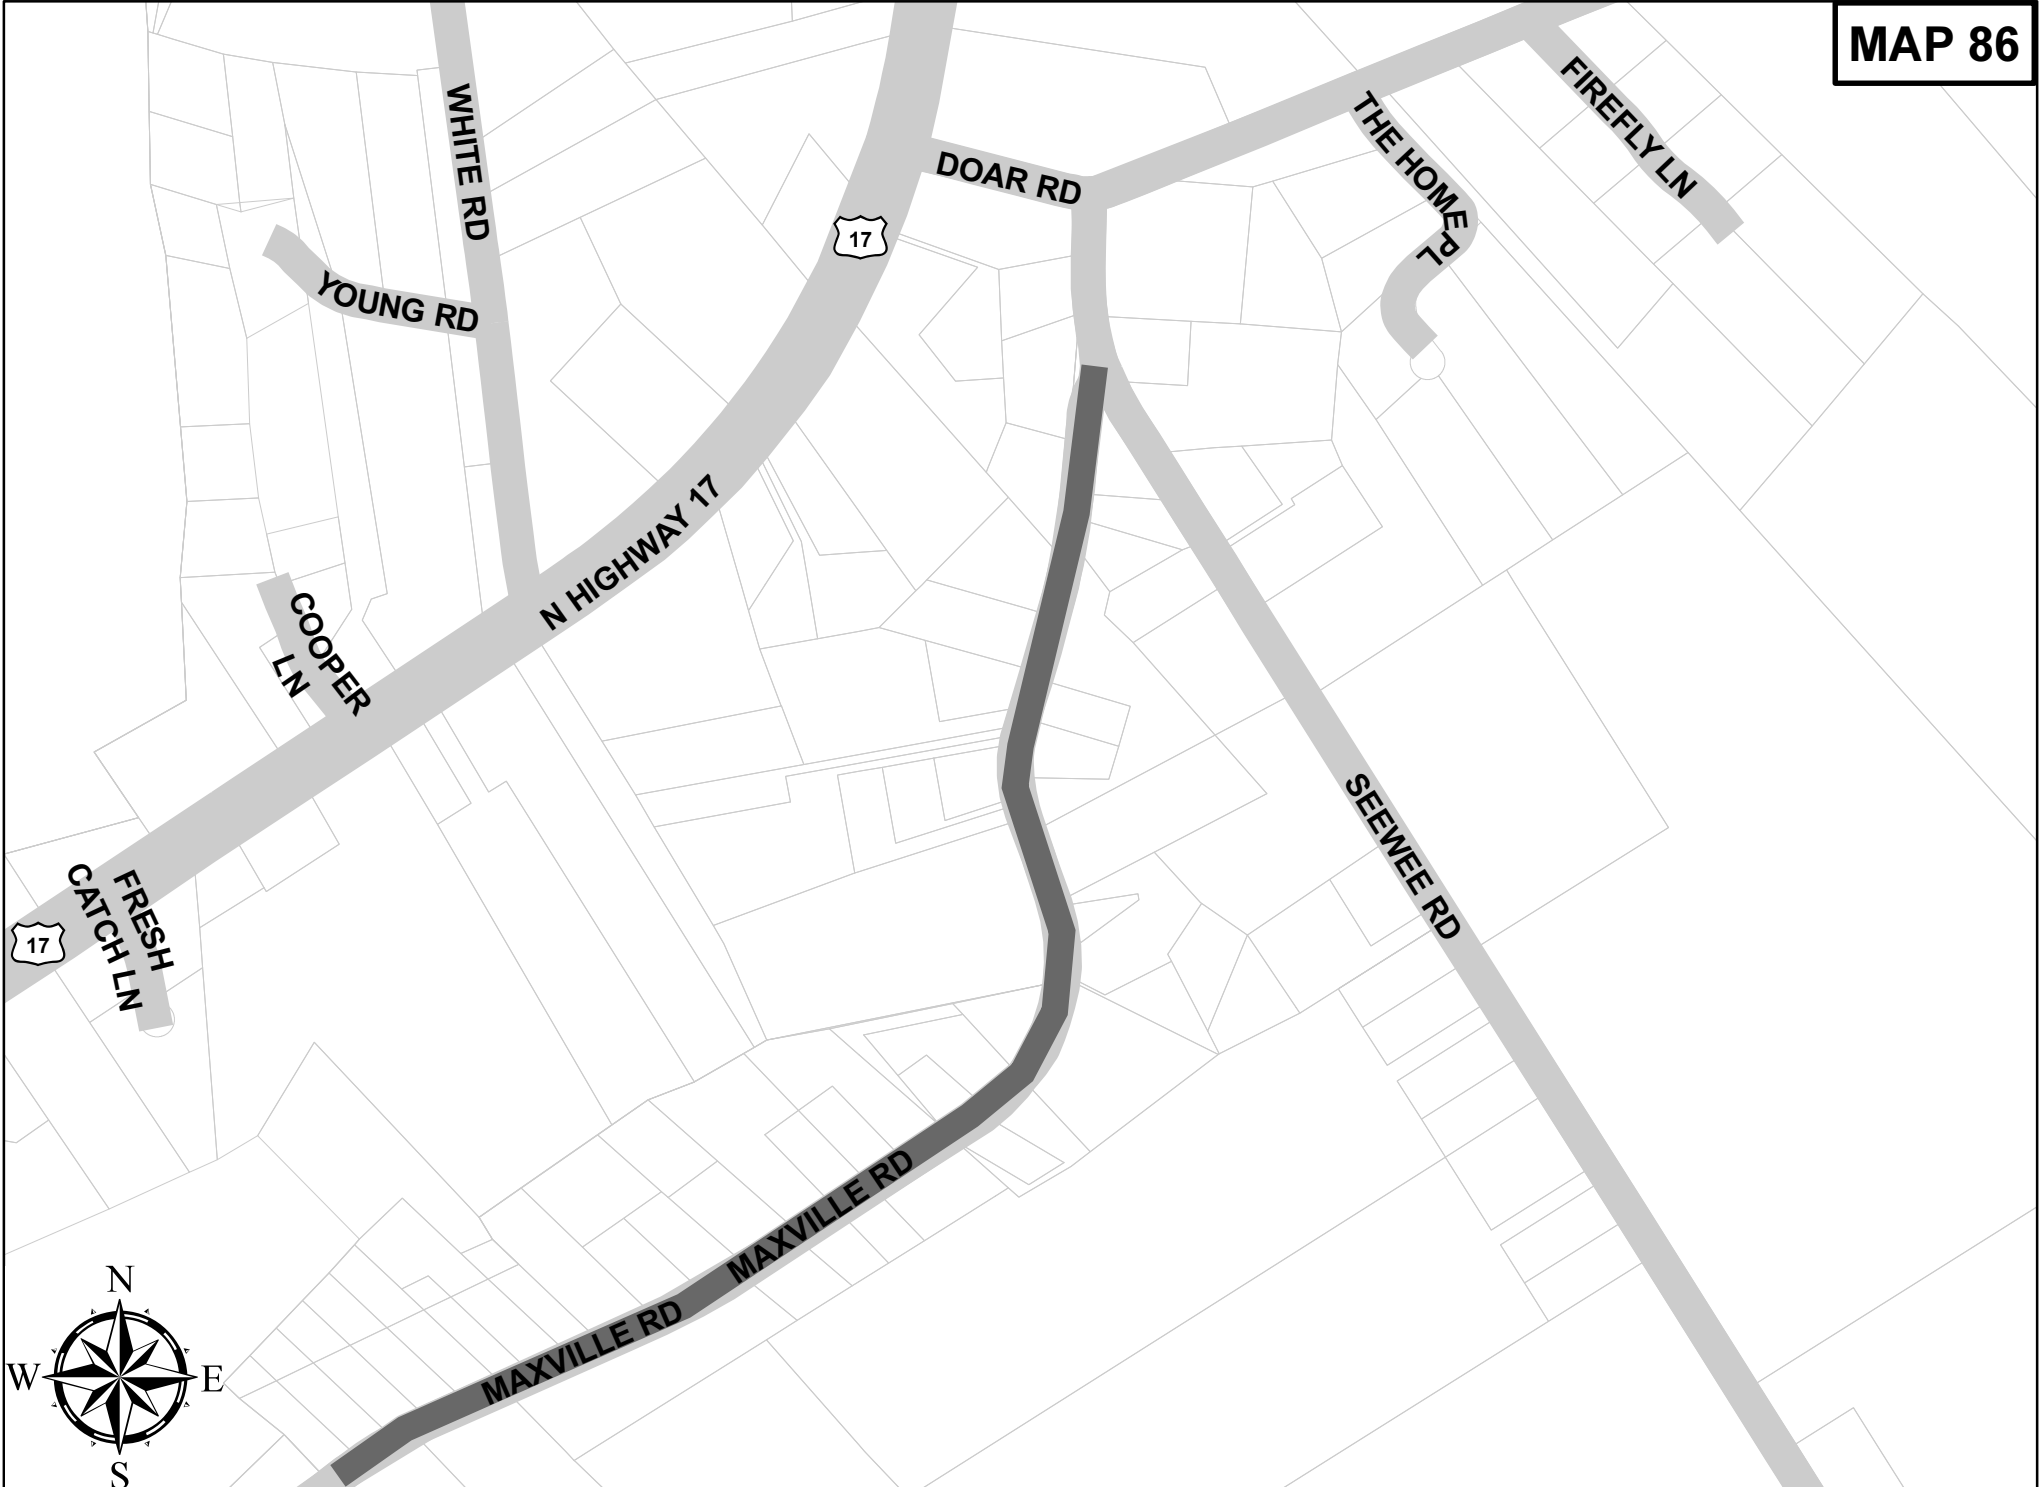 MAP 86
FIREFLY LN
THE HOME PL
WHITE RD
DOAR RD
17
YOUNG RD
N HIGHWAY 17
COOPER
LN
SEEWEE RD
FRESH
CATCH LN
17
MAXVILLE RD
MAXVILLE RD
N
W
E
S